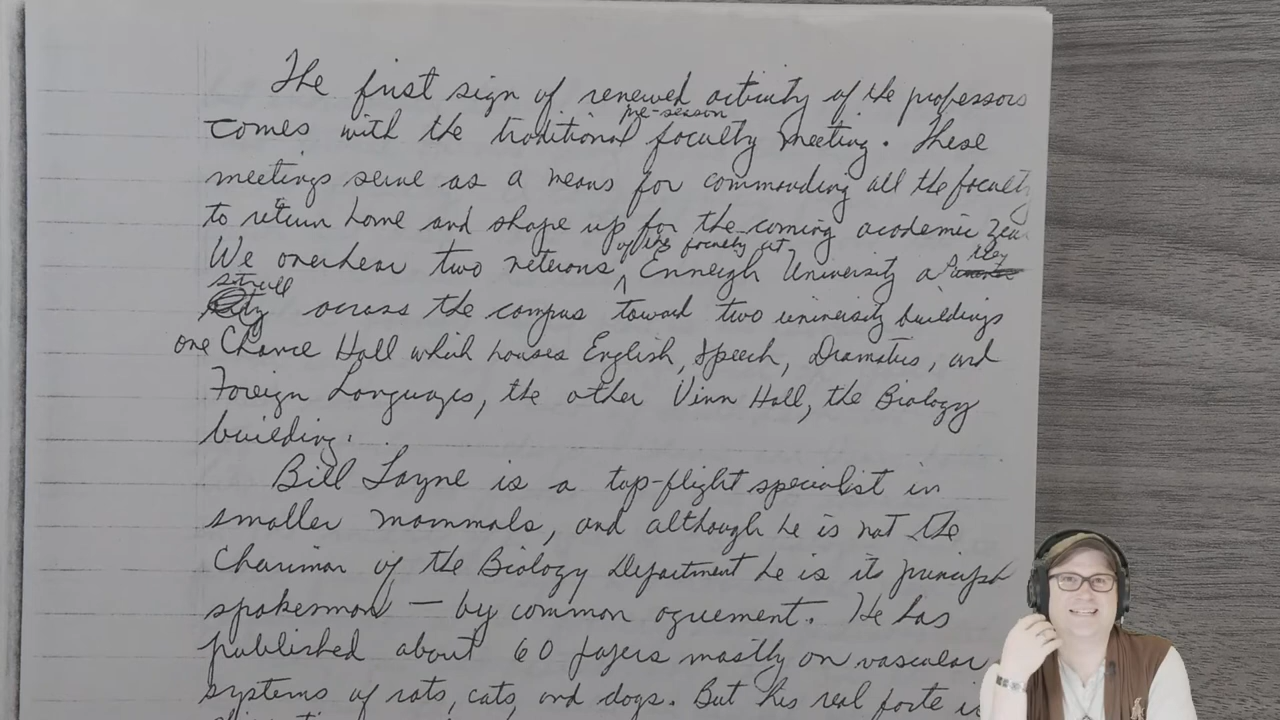 The first sign of renewed activity of the professors
pre-season
comes with the traditional faculty meeting. These
meetings serve as a means for commanding all the faculty
to return home and shape up for the coming academic year
of the faculty at
We overhear two veterans Enneigh University as they
stroll
across the campus toward two university buildings
one Chance Hall which houses English, Speech, Dramatics, and
Foreign Languages, the other Vinn Hall, the Biology
building.
Bill Layne is a top-flight specialist in
smaller mammals, and although he is not the
Chariman of the Biology Department he is its principal
spokesman — by common agreement. He has
published about 60 papers mostly on vascular
systems of rats, cats, and dogs. But his real forte is